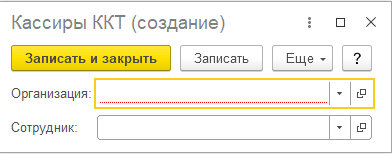 Кассиры ККТ (создание)
Записать и закрыть Записать Еще ?
Организация:
Сотрудник: